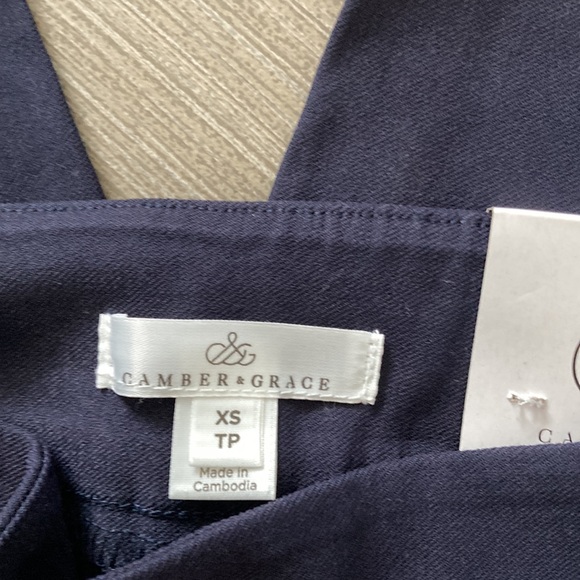 CAMBER & GRACE
XS
TP
Made in
Cambodia